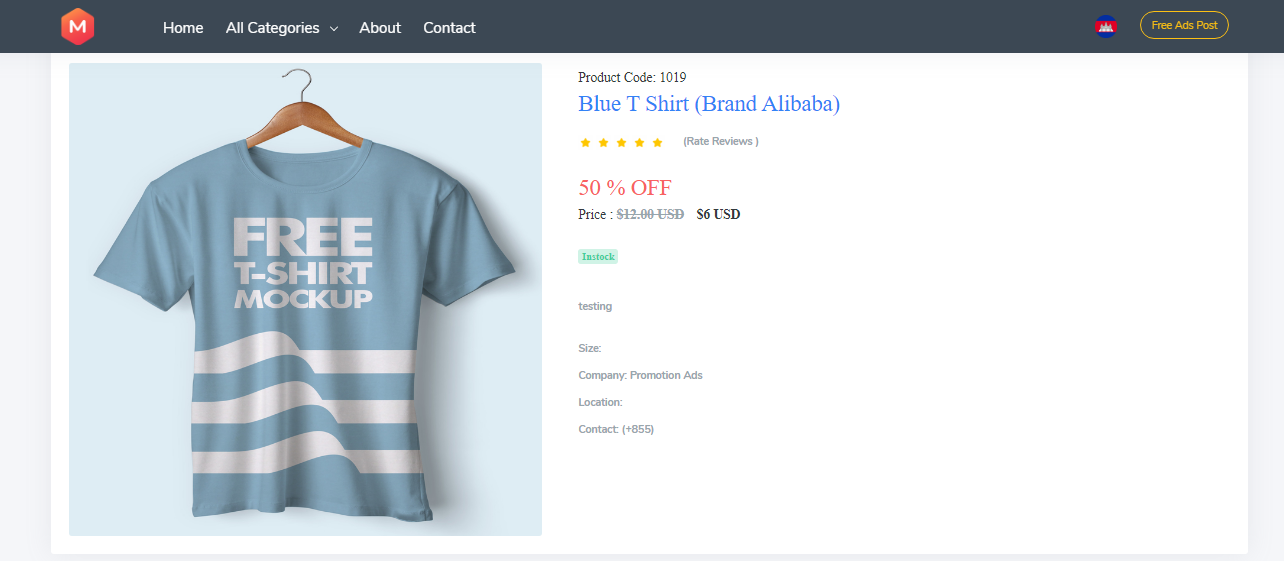 M
Home
All Categories
About
Contact
Free Ads Post
FREE
T-SHIRT
MOCKUP
Product Code: 1019
Blue T Shirt (Brand Alibaba)
(Rate Reviews )
50 % OFF
Price : $12.00 USD $6 USD
Instock
testing
Size:
Company: Promotion Ads
Location:
Contact: (+855)